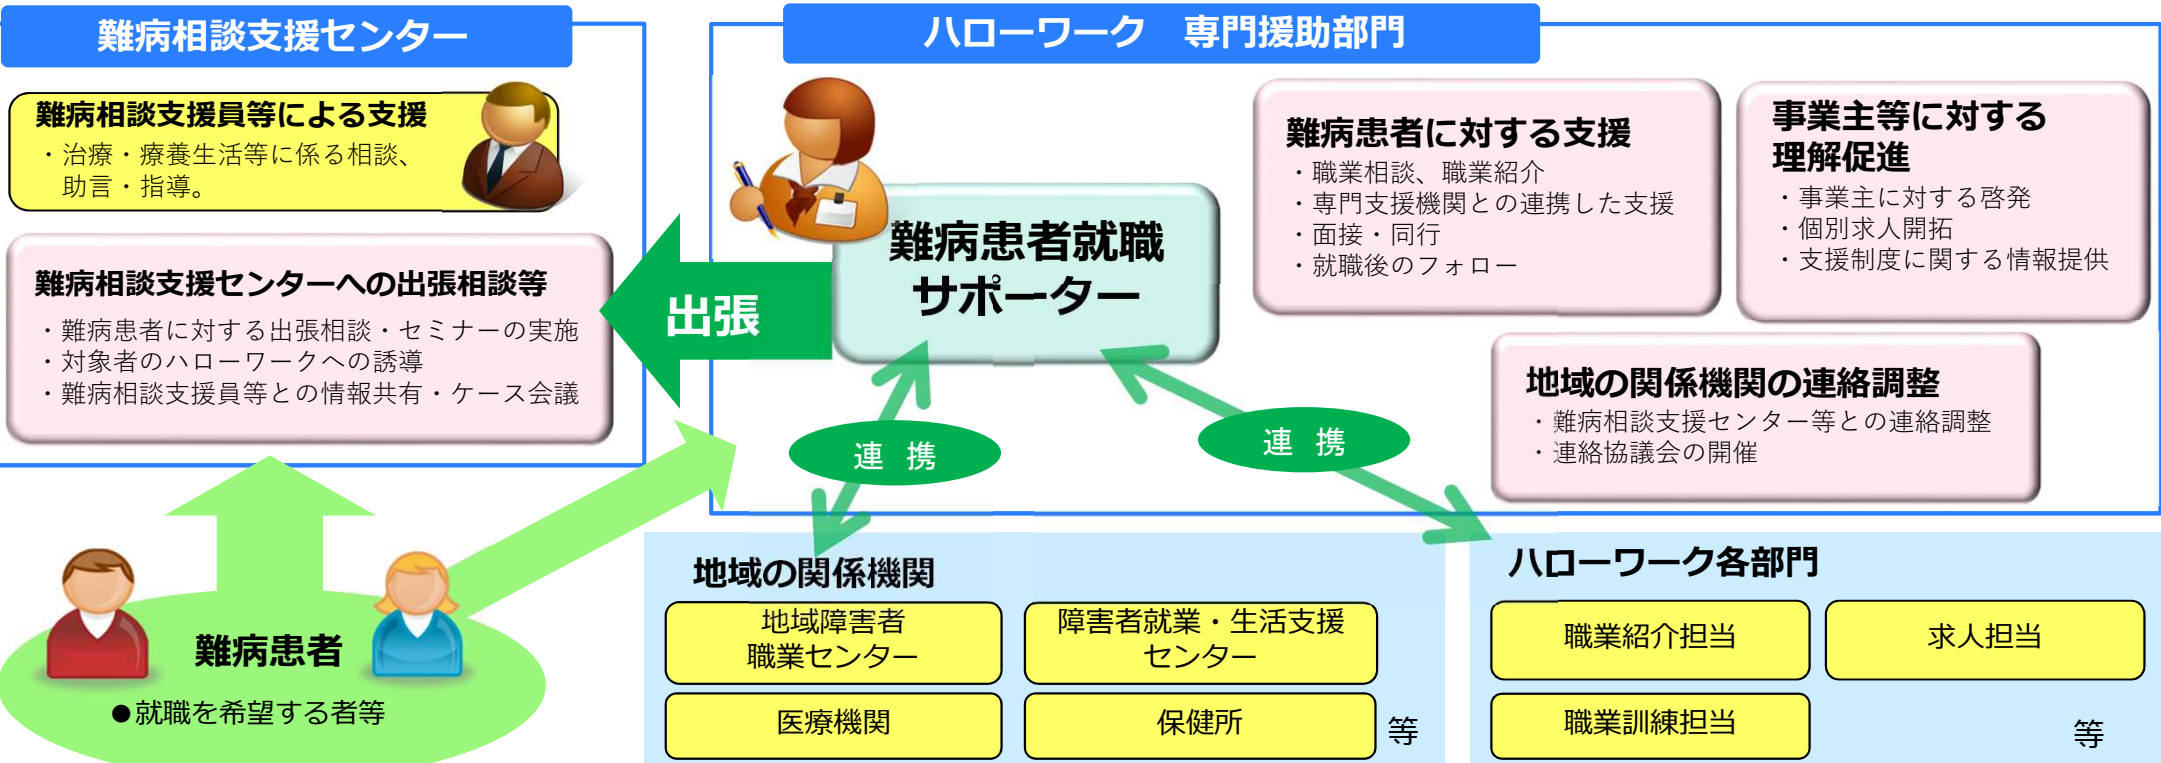 難病相談支援センター
難病相談支援員等による支援
・治療・療養生活等に係る相談、
助言・指導。
難病相談支援センターへの出張相談等
・難病患者に対する出張相談・セミナーの実施
・対象者のハローワークへの誘導
・難病相談支援員等との情報共有・ケース会議
出張
ハローワーク　専門援助部門
難病患者就職
サポーター
難病患者に対する支援
・職業相談、職業紹介
・専門支援機関との連携した支援
・面接・同行
・就職後のフォロー
事業主等に対する
理解促進
・事業主に対する啓発
・個別求人開拓
・支援制度に関する情報提供
地域の関係機関の連絡調整
・難病相談支援センター等との連絡調整
・連絡協議会の開催
連 携
連 携
難病患者
●就職を希望する者等
地域の関係機関
地域障害者
職業センター
障害者就業・生活支援
センター
医療機関
保健所
等
ハローワーク各部門
職業紹介担当
求人担当
職業訓練担当
等